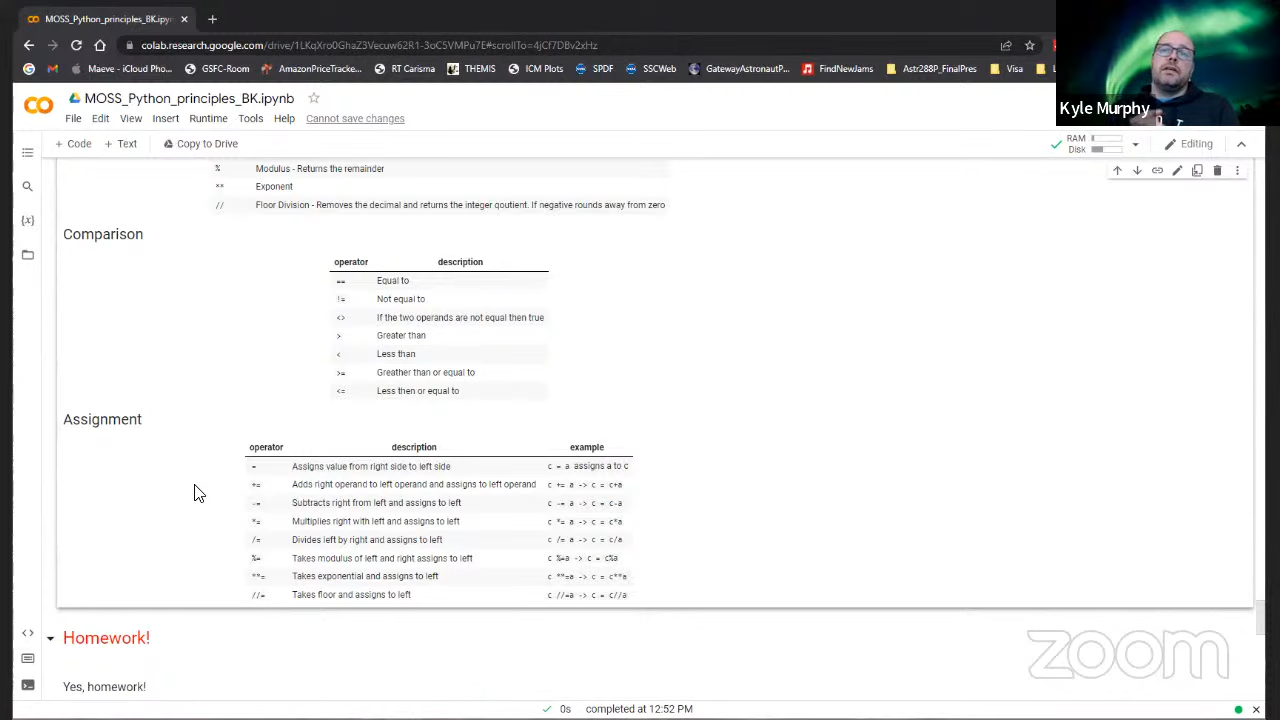 MOSS_Python_principles_BK.ipyn
colab.research.google.com/drive/1LKqXro0GhaZ3Vecuw62R1-3oC5VMPu7E#scrollTo=4jCf7DBv2xHz
Maeve - iCloud Pho... GSFC-Room AmazonPriceTracke... RT Carisma IMIS ICM Plots SPDF SSCWeb GatewayAstronautP... FindNewJams Astr288P_FinalPres Visa
Kyle Murphy
MOSS_Python_principles_BK.ipynb
File Edit View Insert Runtime Tools Help Cannot save changes
+ Code + Text Copy to Drive RAM Disk Editing
% Modulus - Returns the remainder
** Exponent
// Floor Division - Removes the decimal and returns the integer qoutient. If negative rounds away from zero
Comparison
operator description
== Equal to
!= Not equal to
<> If the two operands are not equal then true
> Greater than
< Less than
>= Greather than or equal to
<= Less then or equal to
Assignment
operator description example
= Assigns value from right side to left side c = a assigns a to c
+= Adds right operand to left operand and assigns to left operand c += a -> c = c+a
-= Subtracts right from left and assigns to left c -= a -> c = c-a
*= Multiplies right with left and assigns to left c *= a -> c = c*a
/= Divides left by right and assigns to left c /= a -> c = c/a
%= Takes modulus of left and right assigns to left c %=a -> c = c%a
**= Takes exponential and assigns to left c **=a -> c = c**a
//= Takes floor and assigns to left c //=a -> c = c//a
Homework!
Yes, homework!
zoom
0s completed at 12:52 PM